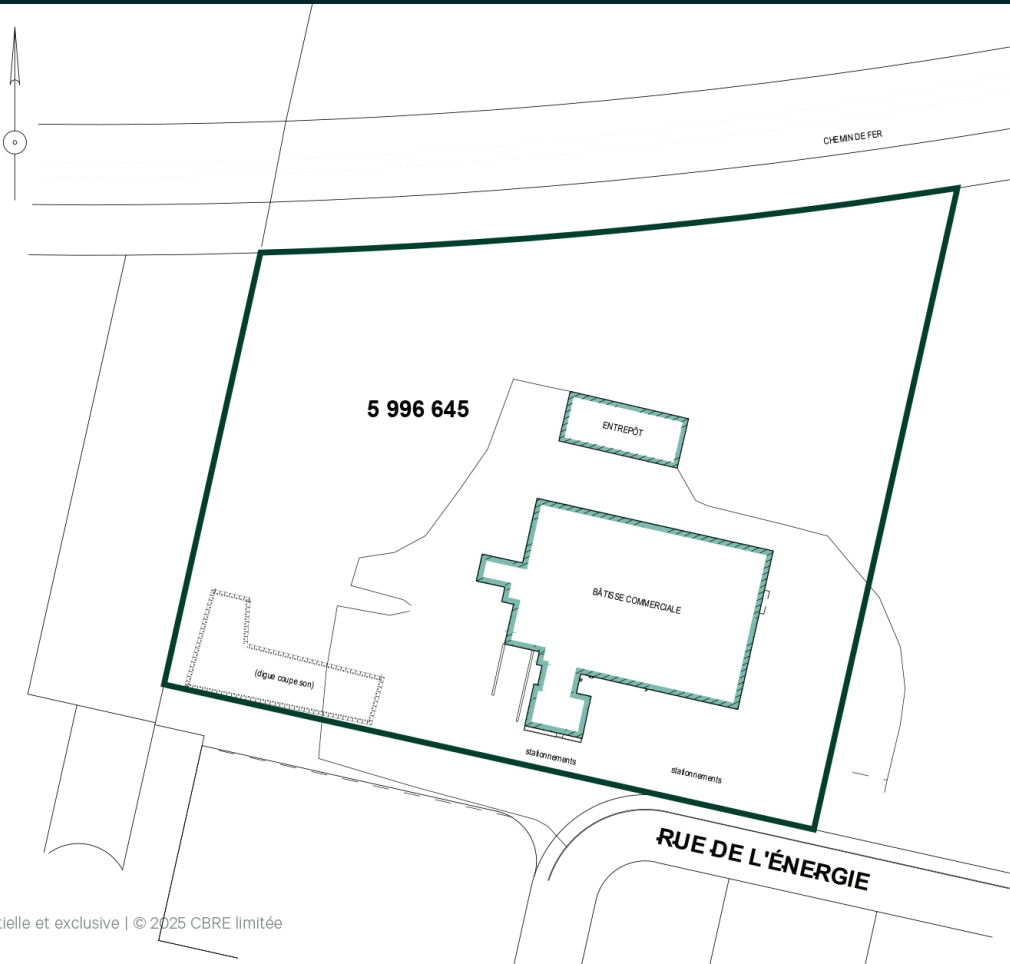 CHEMIN DE FER
5 996 645
ENTREPÔT
BÂTISSE COMMERCIALE
(digue coupe son)
stationnements
stationnements
RUE DE L'ÉNERGIE
et exclusive | © 2025 CBRE limitée